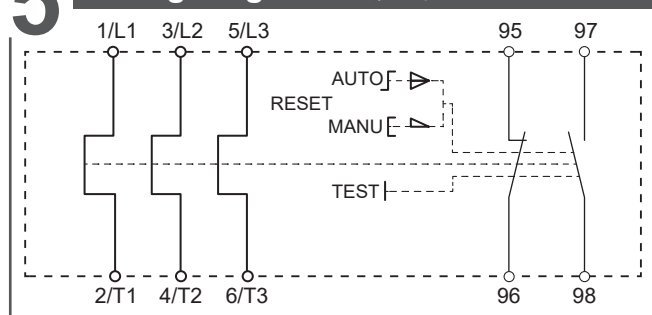 5
1/L1 3/L2 5/L3 95 97
AUTO
RESET
MANU
TEST
2/T1 4/T2 6/T3 96 98